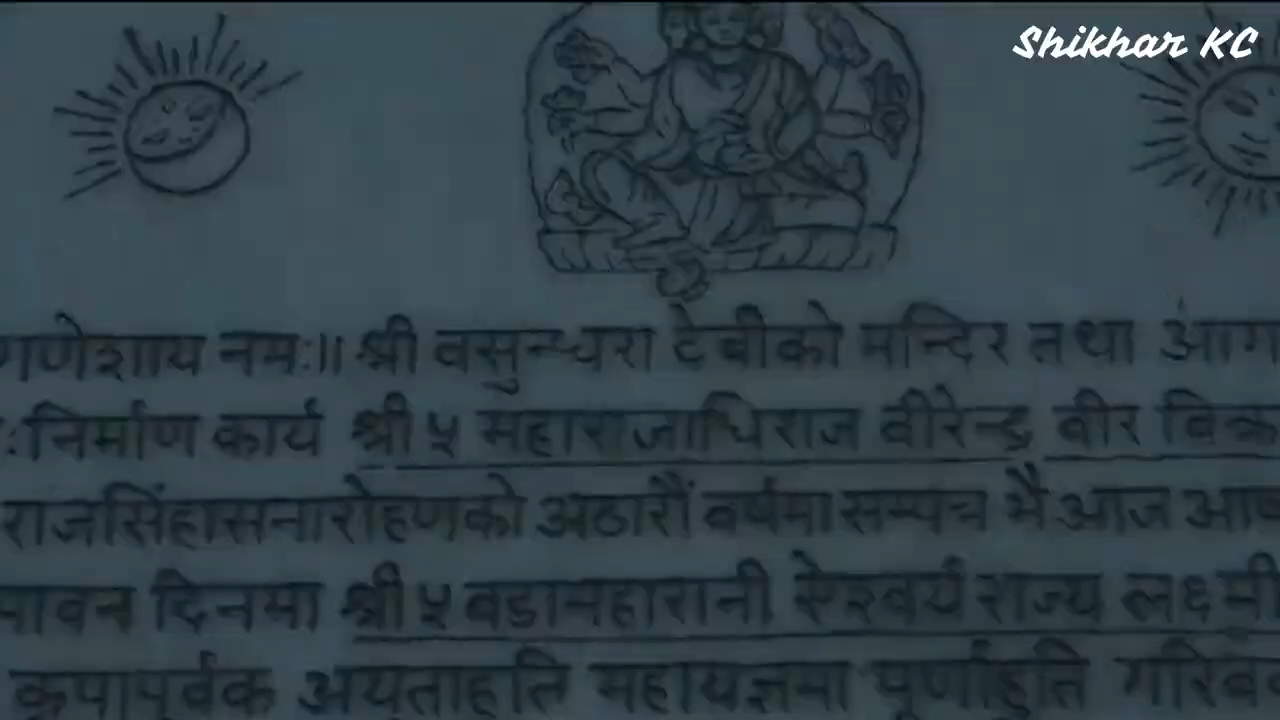 Shikhar KC
गणेशाय नमः॥ श्री वसुन्धरा देवीको मन्दिर तथा
निर्माण कार्य श्री ५ महाराजाधिराज वीरेन्द्र वीर
राजसिंहासनारोहणको अठारौं वर्षमा सम्पन्न भै आज
दिनमा श्री ५ वडामहारानी ऐश्वर्य राज्य लक्ष्मी
कृपापूर्वक अयुताहुति महायज्ञमा पूर्णाहुति